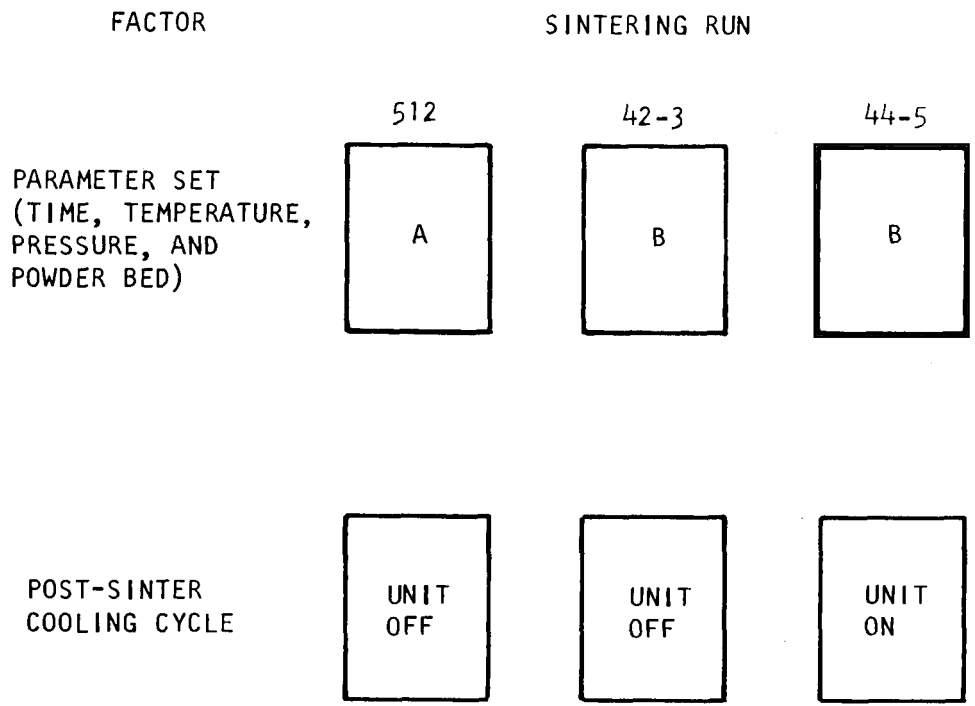 FACTOR SINTERING RUN
512 42-3 44-5
PARAMETER SET
(TIME, TEMPERATURE,
PRESSURE, AND
POWDER BED)
A B B
POST-SINTER
COOLING CYCLE
UNIT
OFF
UNIT
OFF
UNIT
ON